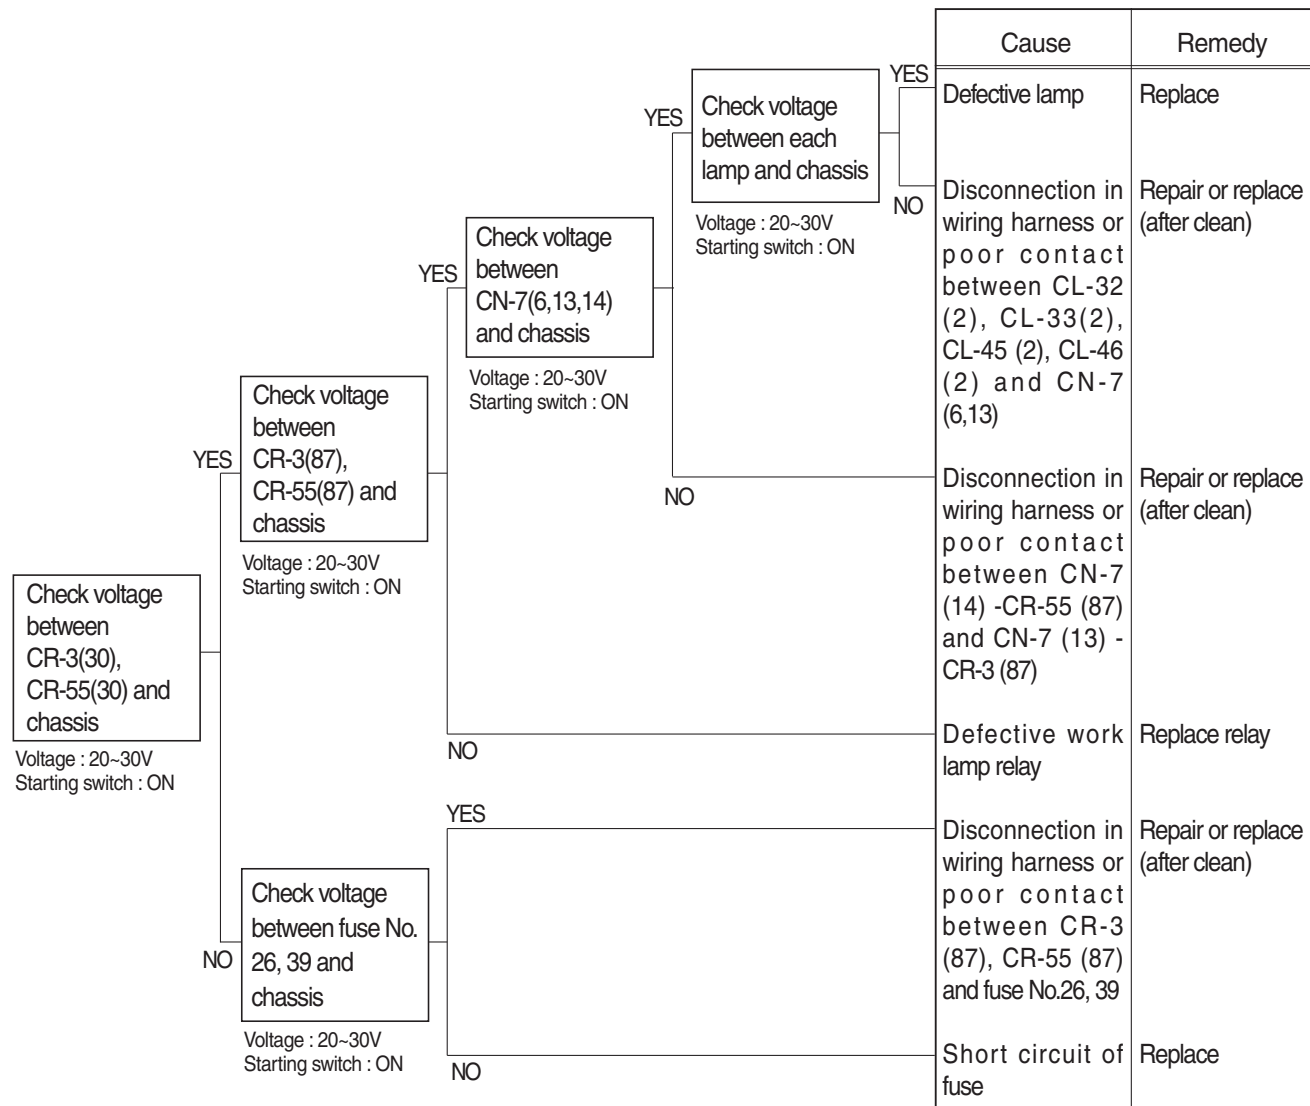 Cause
Remedy
YES
Defective lamp
Replace
Check voltage
between each
lamp and chassis
YES
NO
Voltage : 20~30V
Starting switch : ON
Disconnection in
wiring harness or
poor contact
between CL-32
(2), CL-33(2),
CL-45 (2), CL-46
(2) and CN-7
(6,13)
Repair or replace
(after clean)
Check voltage
between
CN-7(6,13,14)
and chassis
YES
Voltage : 20~30V
Starting switch : ON
NO
Disconnection in
wiring harness or
poor contact
between CN-7
(14) -CR-55 (87)
and CN-7 (13) -
CR-3 (87)
Repair or replace
(after clean)
Check voltage
between
CR-3(87),
CR-55(87) and
chassis
YES
Voltage : 20~30V
Starting switch : ON
NO
Defective work
lamp relay
Replace relay
Check voltage
between
CR-3(30),
CR-55(30) and
chassis
Voltage : 20~30V
Starting switch : ON
YES
Disconnection in
wiring harness or
poor contact
between CR-3
(87), CR-55 (87)
and fuse No.26, 39
Repair or replace
(after clean)
NO
Check voltage
between fuse No.
26, 39 and
chassis
Voltage : 20~30V
Starting switch : ON
NO
Short circuit of
fuse
Replace